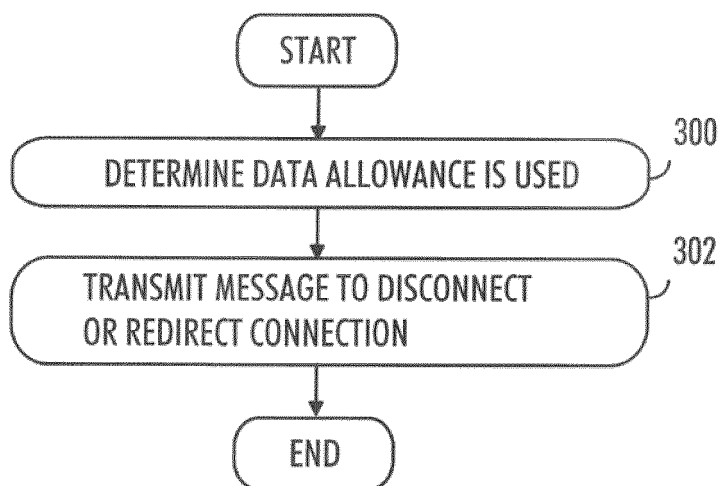 START
300
DETERMINE DATA ALLOWANCE IS USED
302
TRANSMIT MESSAGE TO DISCONNECT
OR REDIRECT CONNECTION
END